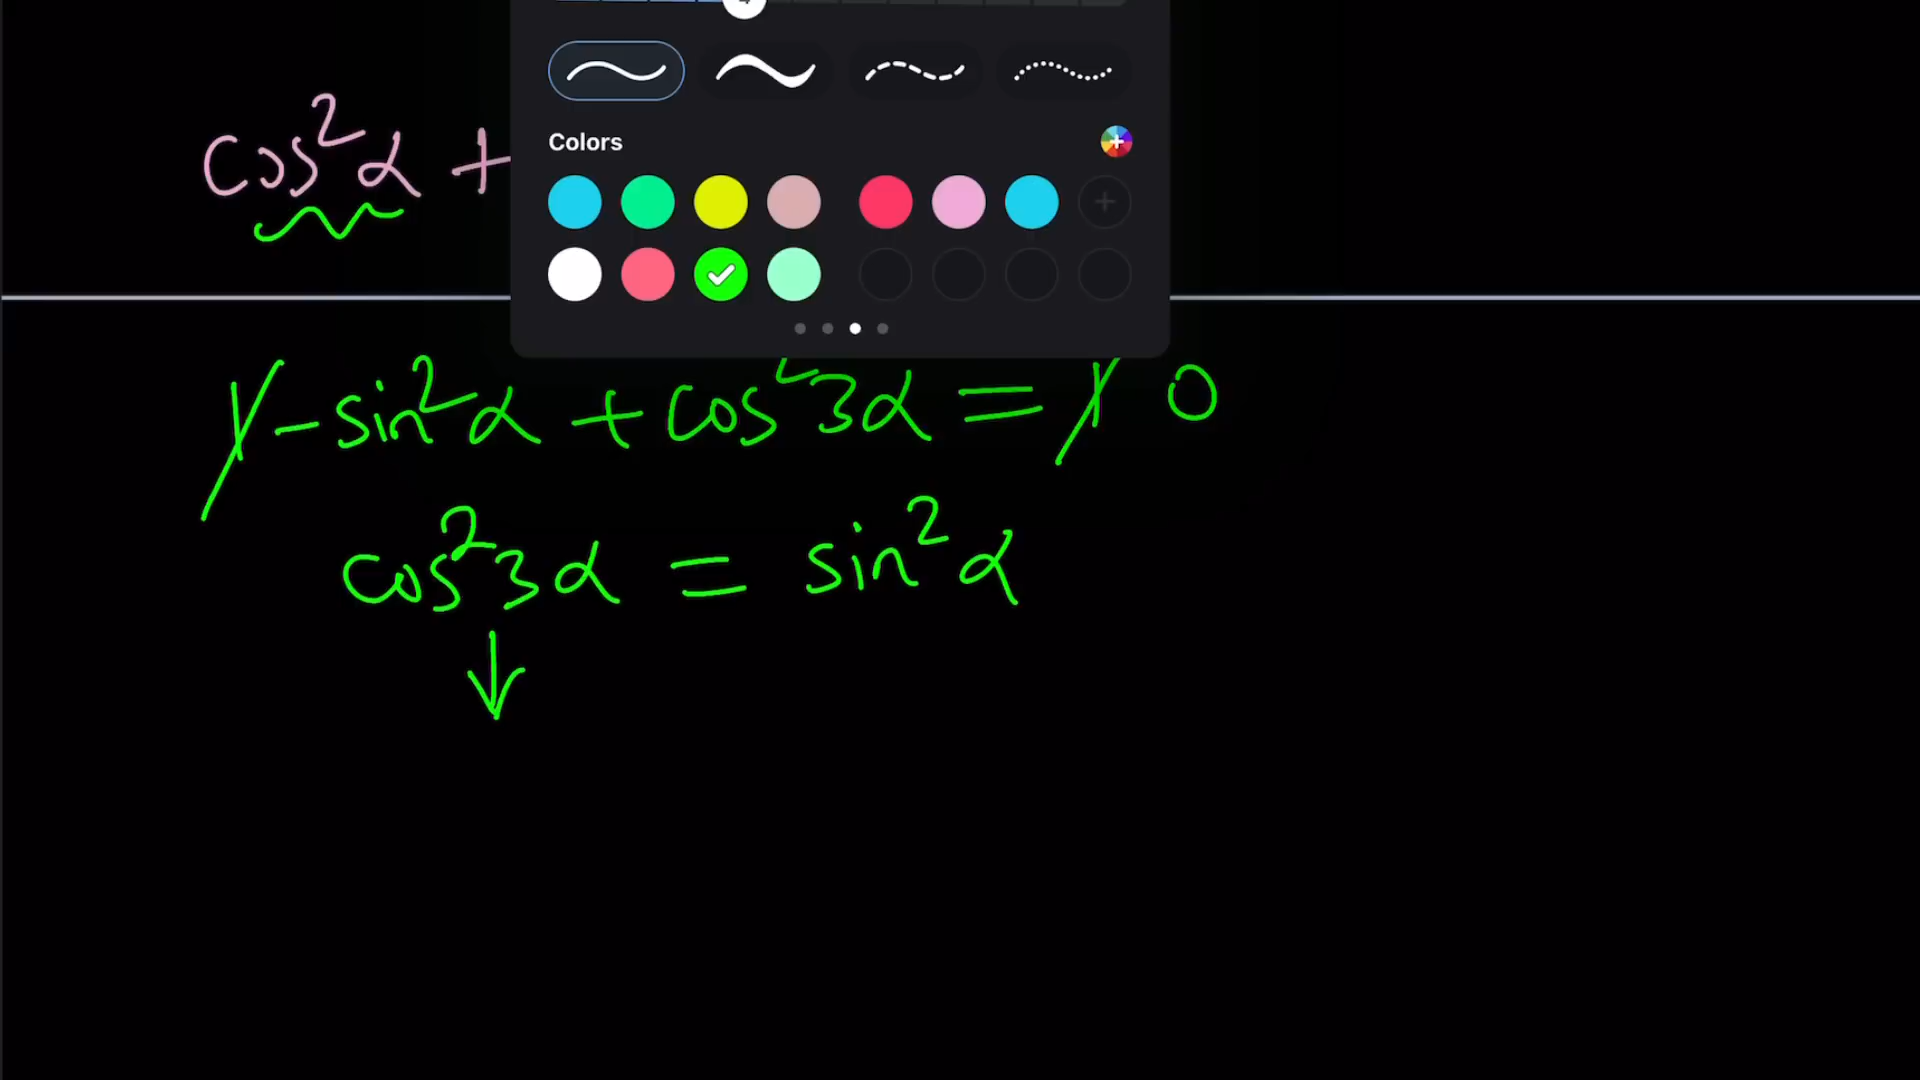 cos²α +
Colors
1 - sin²α + cos²3α = 1 0
cos²3α = sin²α
↓